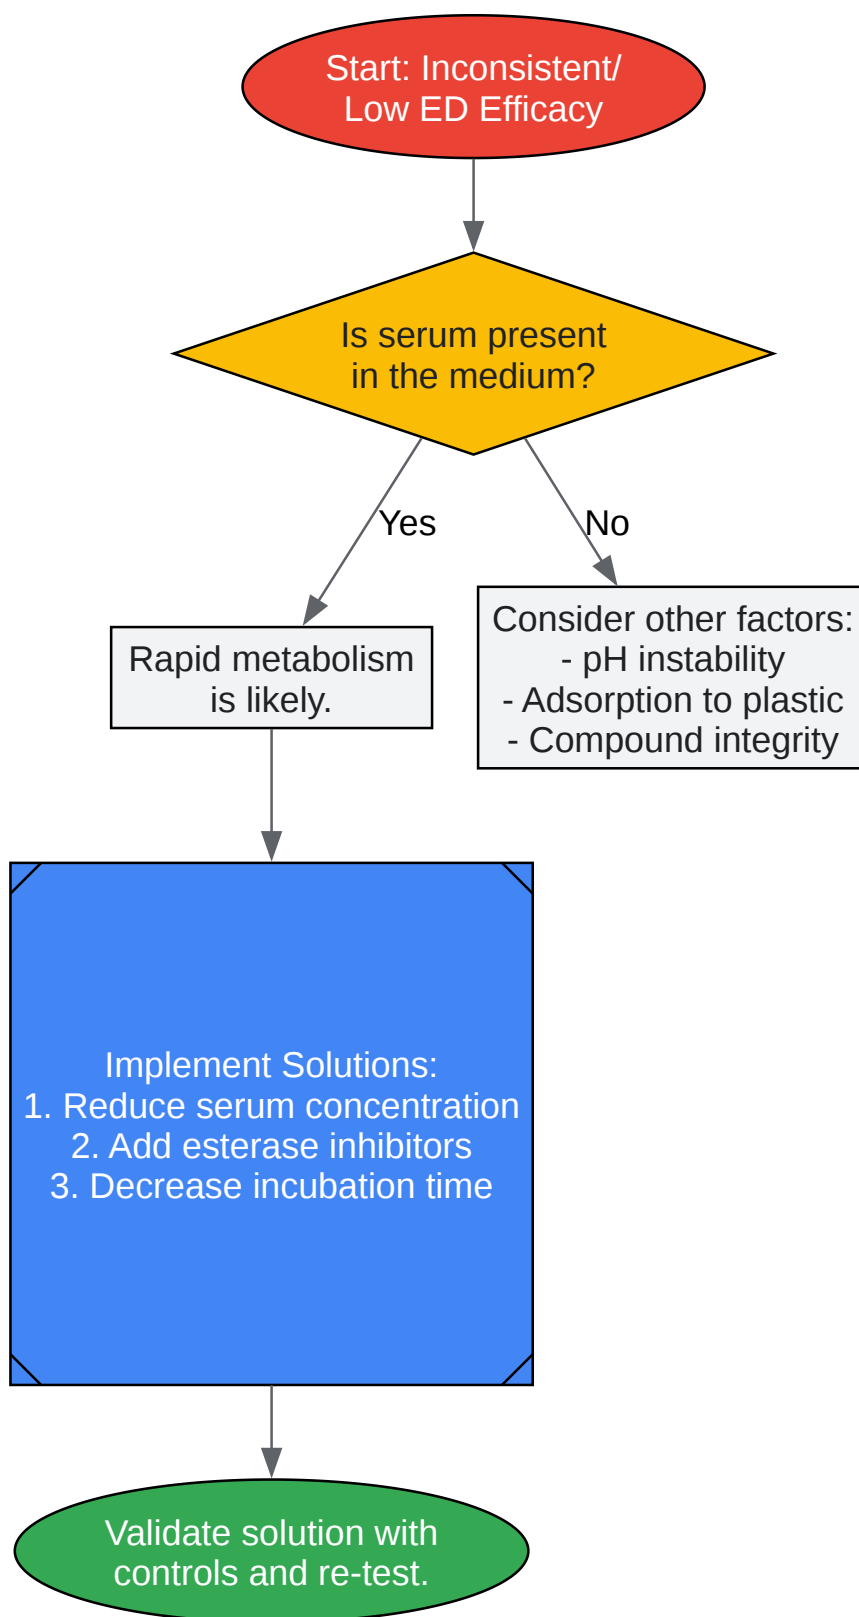 Start: Inconsistent/
Low ED Efficacy
Is serum present
in the medium?
Yes
No
Rapid metabolism
is likely.
Consider other factors:
- pH instability
- Adsorption to plastic
- Compound integrity
Implement Solutions:
1. Reduce serum concentration
2. Add esterase inhibitors
3. Decrease incubation time
Validate solution with
controls and re-test.